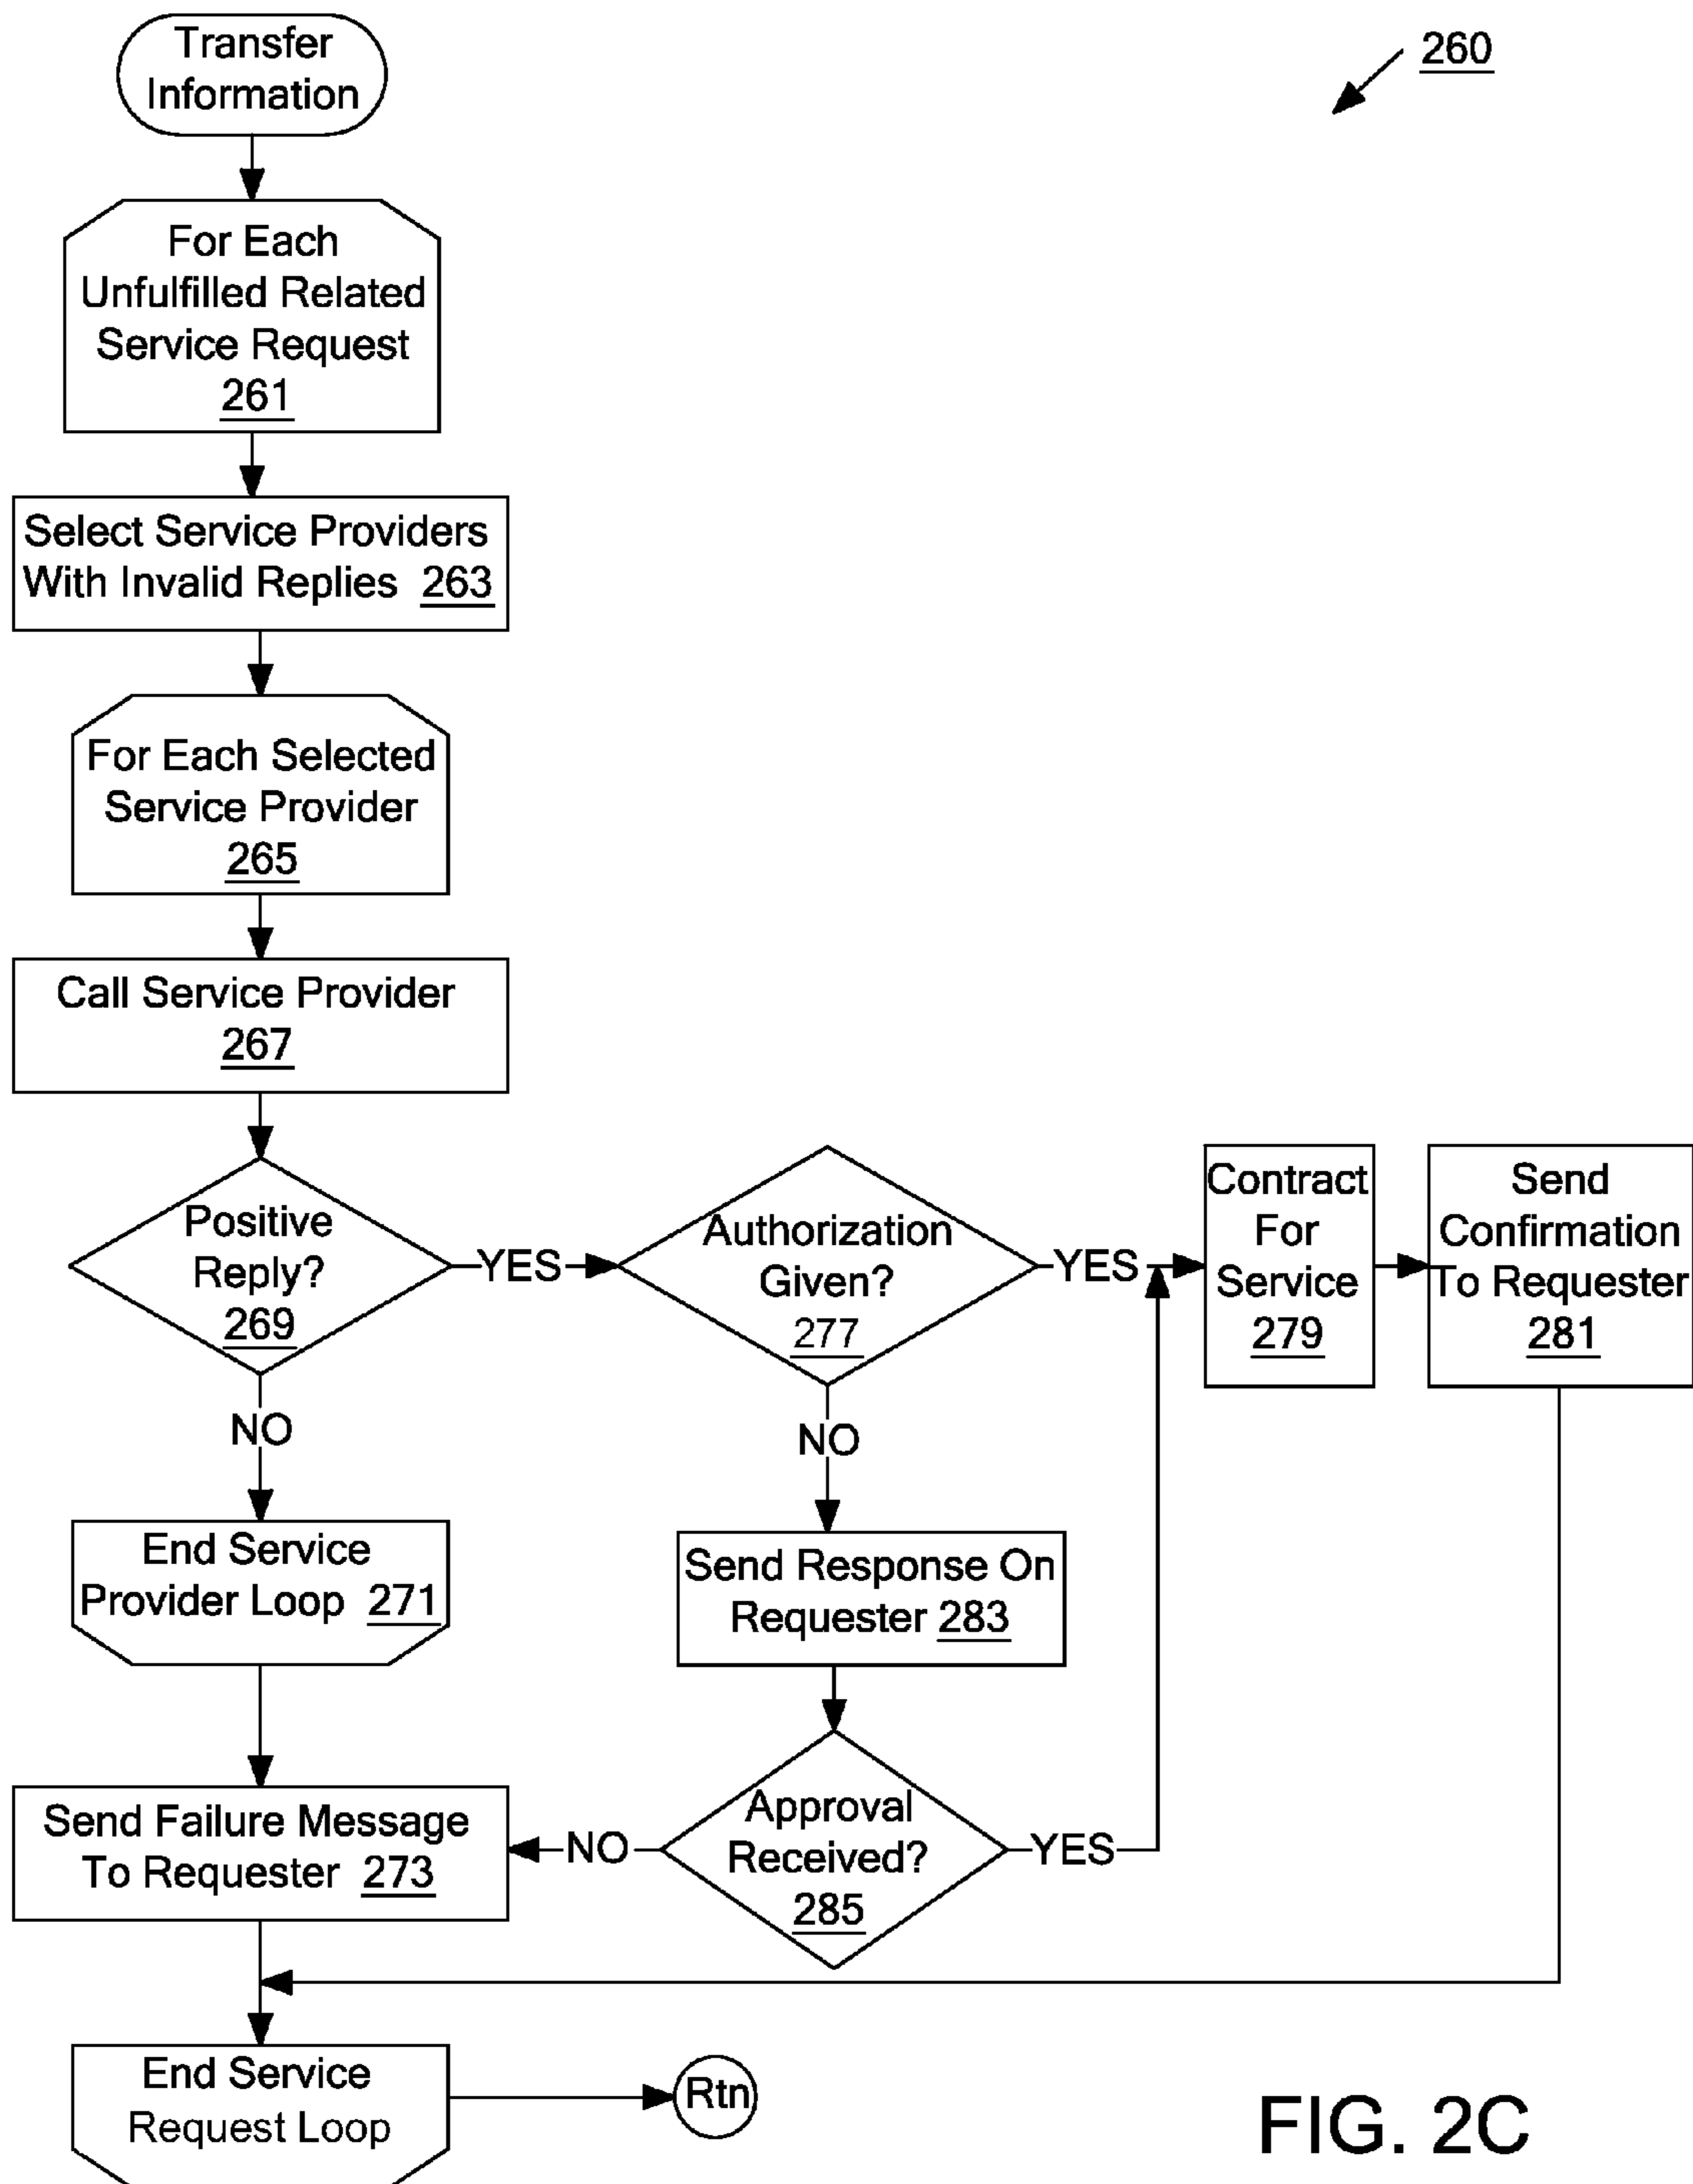 Transfer
Information
260
For Each
Unfulfilled Related
Service Request
261
Select Service Providers
With Invalid Replies 263
For Each Selected
Service Provider
265
Call Service Provider
267
Positive
Reply?
269
YES
Authorization
Given?
277
YES
Contract
For
Service
279
Send
Confirmation
To Requester
281
NO
NO
End Service
Provider Loop 271
Send Response On
Requester 283
Send Failure Message
To Requester 273
NO
Approval
Received?
285
YES
End Service
Request Loop
Rtn
FIG. 2C